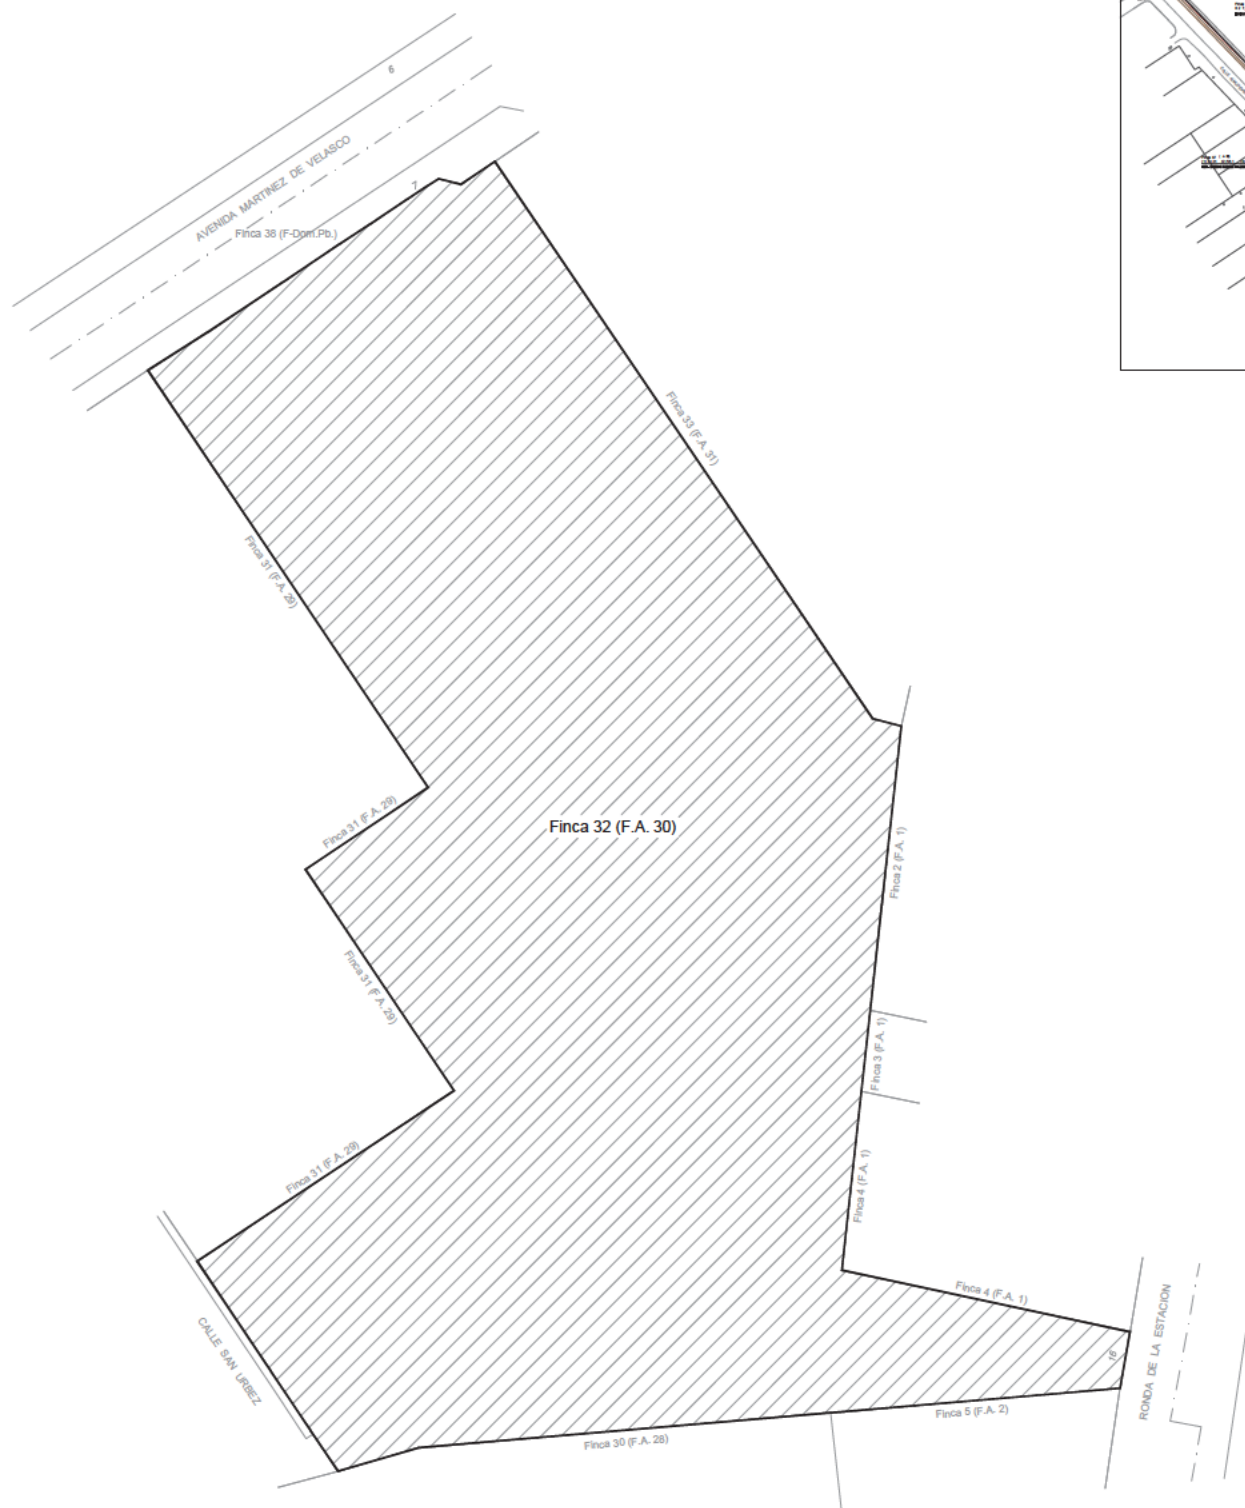 6
AVENIDA MARTINEZ DE VELASCO
7
Finca 38 (F-Dom.Pb.)
Finca 33 (F.A. 31)
Finca 31 (F.A. 29)
Finca 31 (F.A. 29)
Finca 32 (F.A. 30)
Finca 2 (F.A. 1)
Finca 31 (F.A. 29)
Finca 3 (F.A. 1)
Finca 31 (F.A. 29)
Finca 4 (F.A. 1)
Finca 4 (F.A. 1)
CALLE SAN URBEZ
16
RONDA DE LA ESTACION
Finca 5 (F.A. 2)
Finca 30 (F.A. 28)